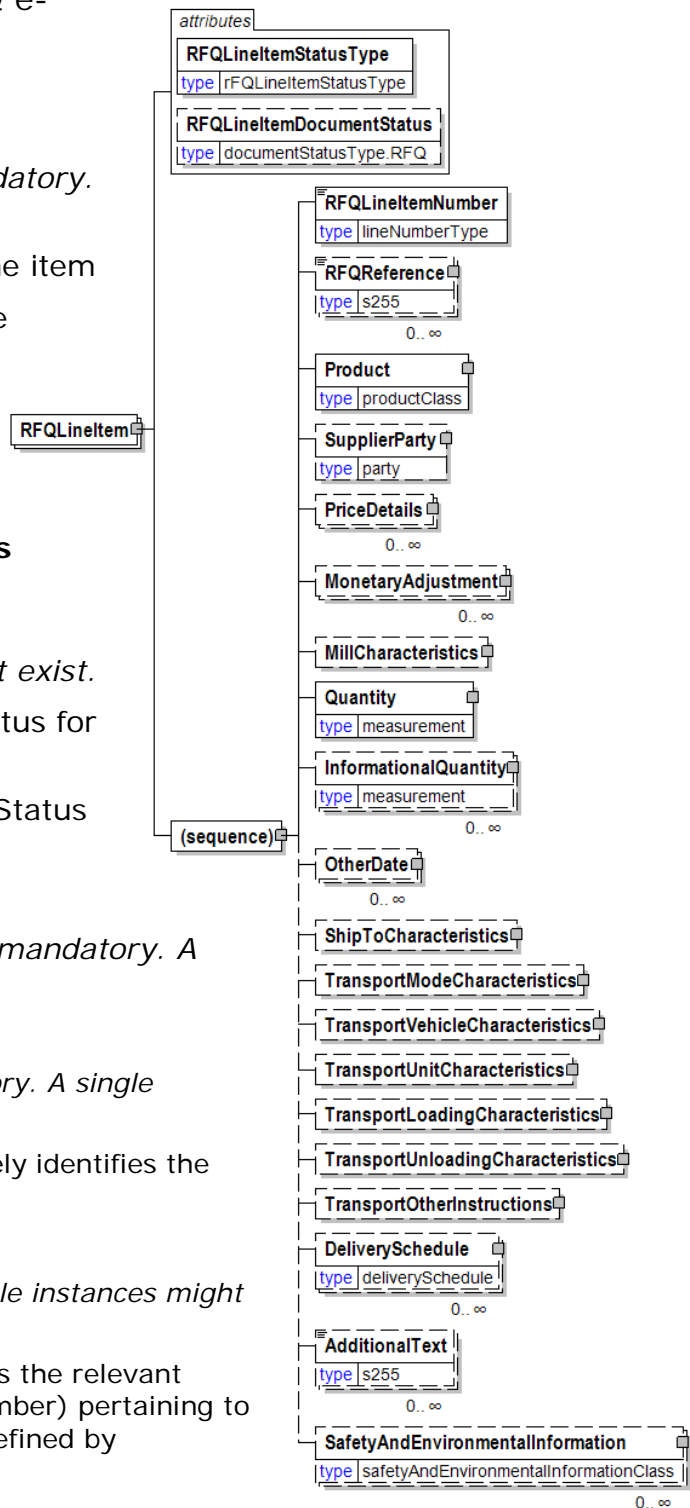 e-
datory.
ne item
e
s
t exist.
tus for
Status
mandatory. A
ory. A single
ely identifies the
le instances might
s the relevant
mber) pertaining to
efined by
attributes
RFQLineItemStatusType
type rFQLineItemStatusType
RFQLineItemDocumentStatus
type documentStatusType.RFQ
RFQLineItem
(sequence)
RFQLineItemNumber
type lineNumberType
RFQReference
type s255
0.. ∞
Product
type productClass
SupplierParty
type party
PriceDetails
0.. ∞
MonetaryAdjustment
0.. ∞
MillCharacteristics
Quantity
type measurement
InformationalQuantity
type measurement
0.. ∞
OtherDate
0.. ∞
ShipToCharacteristics
TransportModeCharacteristics
TransportVehicleCharacteristics
TransportUnitCharacteristics
TransportLoadingCharacteristics
TransportUnloadingCharacteristics
TransportOtherInstructions
DeliverySchedule
type deliverySchedule
0.. ∞
AdditionalText
type s255
0.. ∞
SafetyAndEnvironmentalInformation
type safetyAndEnvironmentalInformationClass
0.. ∞